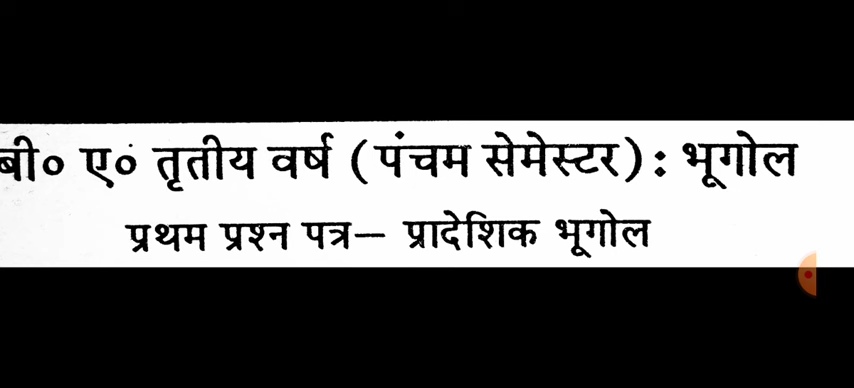 बी० ए० तृतीय वर्ष (पंचम सेमेस्टर) : भूगोल
प्रथम प्रश्न पत्र— प्रादेशिक भूगोल